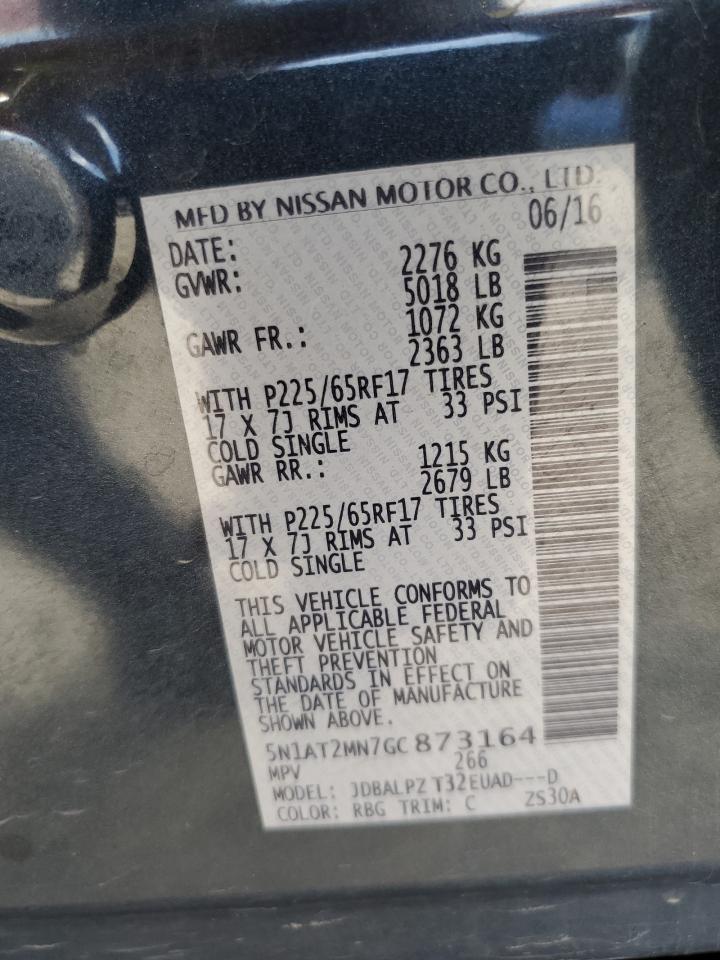 MFD BY NISSAN MOTOR CO., LTD.
DATE: 06/16
GVWR: 2276 KG
5018 LB
GAWR FR.: 1072 KG
2363 LB
WITH P225/65RF17 TIRES
17 X 7J RIMS AT 33 PSI
COLD SINGLE
GAWR RR.: 1215 KG
2679 LB
WITH P225/65RF17 TIRES
17 X 7J RIMS AT 33 PSI
COLD SINGLE
THIS VEHICLE CONFORMS TO
ALL APPLICABLE FEDERAL
MOTOR VEHICLE SAFETY AND
THEFT PREVENTION
STANDARDS IN EFFECT ON
THE DATE OF MANUFACTURE
SHOWN ABOVE.
5N1AT2MN7GC873164
MPV 266
MODEL: JDBALPZ T32EUAD---D
COLOR: RBG TRIM: C ZS30A